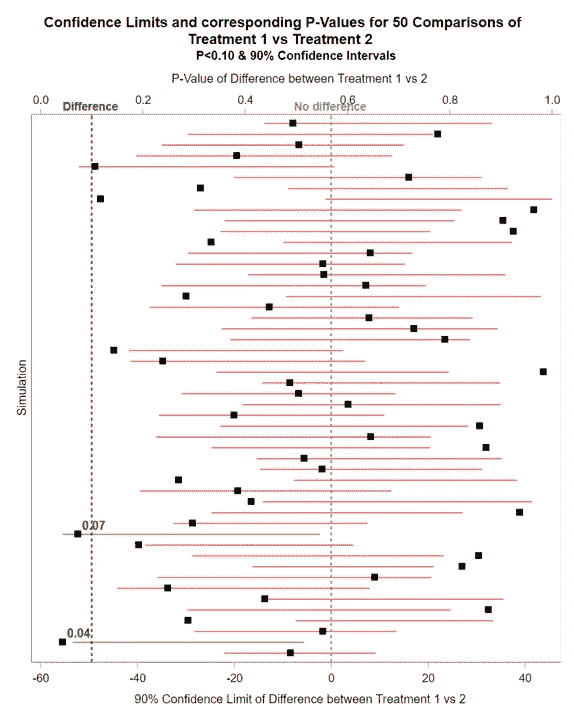 Confidence Limits and corresponding P-Values for 50 Comparisons of
Treatment 1 vs Treatment 2
P<0.10 & 90% Confidence Intervals
P-Value of Difference between Treatment 1 vs 2
0.0 0.2 0.4 0.6 0.8 1.0
Difference No difference
Simulation
0.07
0.04
-60 -40 -20 0 20 40
90% Confidence Limit of Difference between Treatment 1 vs 2